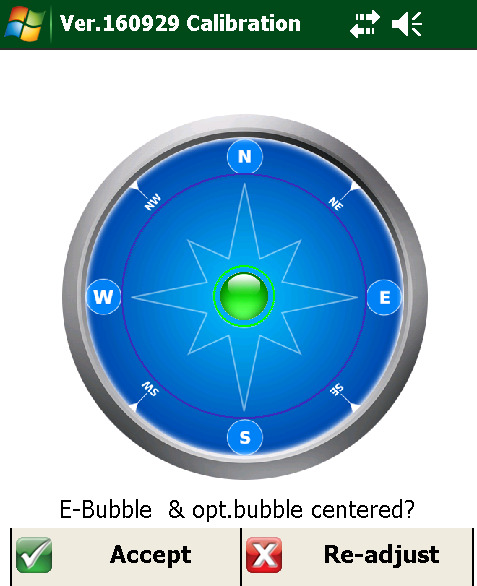 Ver.160929 Calibration
N
NW
NE
W
E
SW
SE
S
E-Bubble & opt.bubble centered?
Accept
Re-adjust